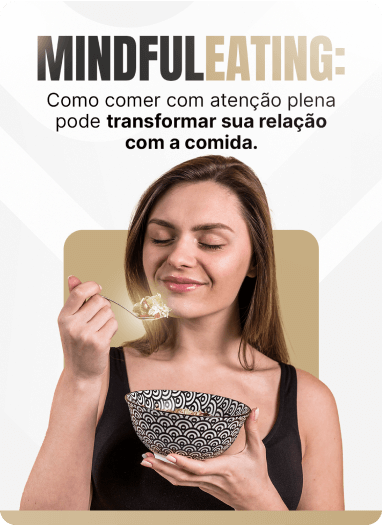 MINDFULEATING:
Como comer com atenção plena
pode transformar sua relação
com a comida.